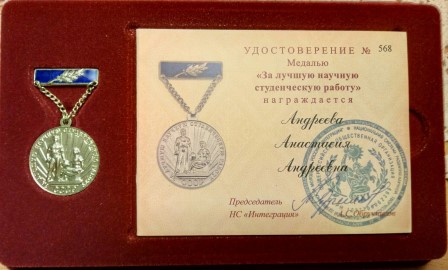 УДОСТОВЕРЕНИЕ № 568
Медалью
«За лучшую научную
студенческую работу»
награждается
Андреева
Анастасия
Андреевна
Председатель
НС «Интеграция»